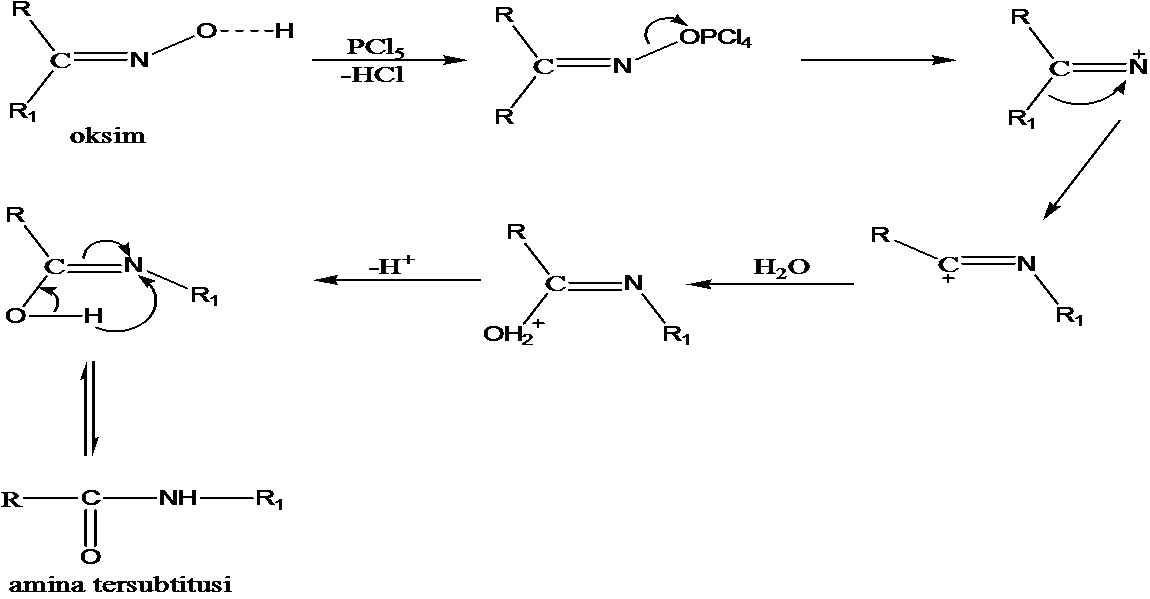 R
O----H
C=N
R1
oksim
PCl5
-HCl
R
OPCl4
C=N
R
R
C=N+
R1
R
C=N
+
R1
H2O
R
C=N
OH2+
R1
-H+
R
C=N
R1
O—H
R—C—NH—R1
O
amina tersubtitusi